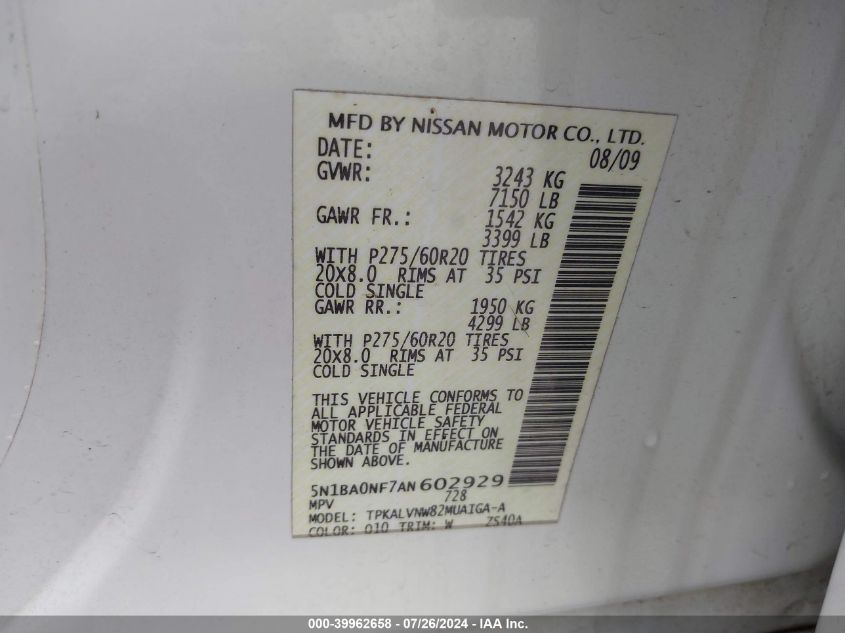 MFD BY NISSAN MOTOR CO., LTD.
DATE: 08/09
GVWR: 3243 KG
7150 LB
GAWR FR.: 1542 KG
3399 LB
WITH P275/60R20 TIRES
20X8.0 RIMS AT 35 PSI
COLD SINGLE
GAWR RR.: 1950 KG
4299 LB
WITH P275/60R20 TIRES
20X8.0 RIMS AT 35 PSI
COLD SINGLE
THIS VEHICLE CONFORMS TO
ALL APPLICABLE FEDERAL
MOTOR VEHICLE SAFETY
STANDARDS IN EFFECT ON
THE DATE OF MANUFACTURE
SHOWN ABOVE.
5N1BA0NF7AN602929
MPV 728
MODEL: TPKALVNW82MUAIGA-A
COLOR: 010 TRIM: W ZS40A
000-39962658 - 07/26/2024 - IAA Inc.